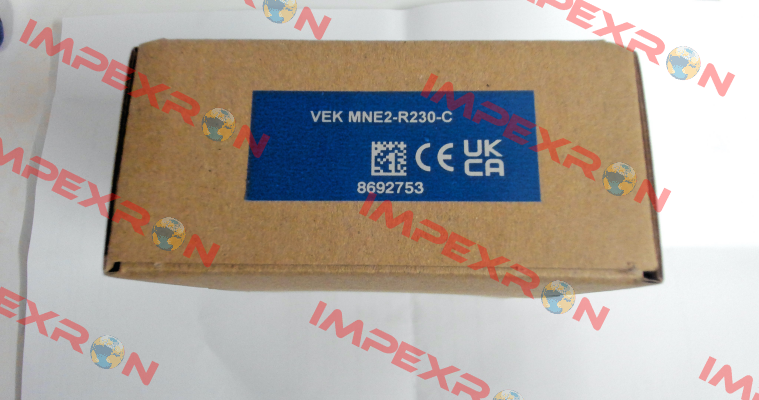 IMPEXRON
IMPEXRON
IMPEXRON
VEK MNE2-R230-C
CE UK
CA
8692753
IMPEXRON
IMPEXRON
IMPEXRON
IMPEXRON